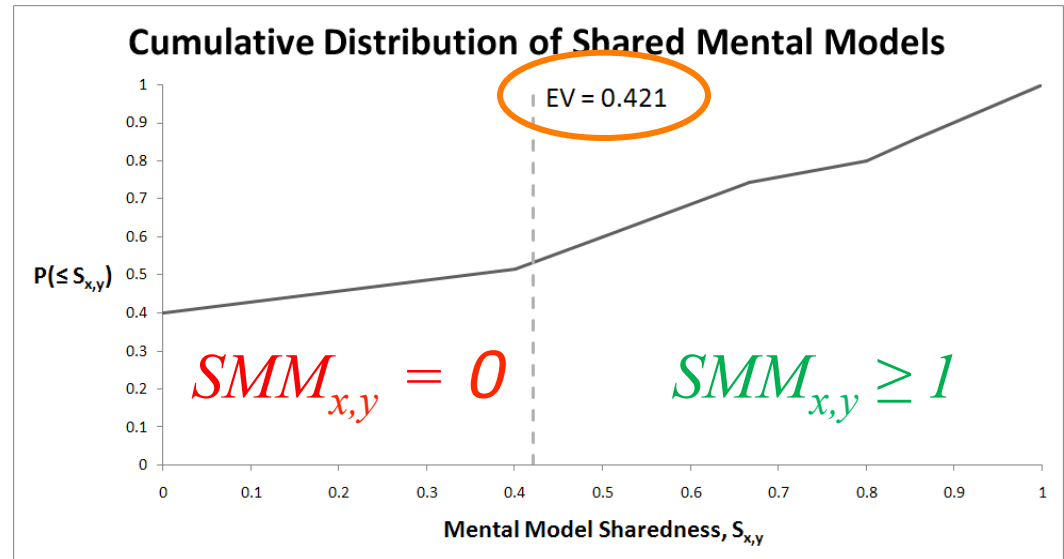 Cumulative Distribution of Shared Mental Models
EV = 0.421
1
0.9
0.8
0.7
0.6
0.5
0.4
0.3
0.2
0.1
0
P(≤ Sx,y)
SMMx,y = 0
SMMx,y ≥ 1
0 0.1 0.2 0.3 0.4 0.5 0.6 0.7 0.8 0.9 1
Mental Model Sharedness, Sx,y